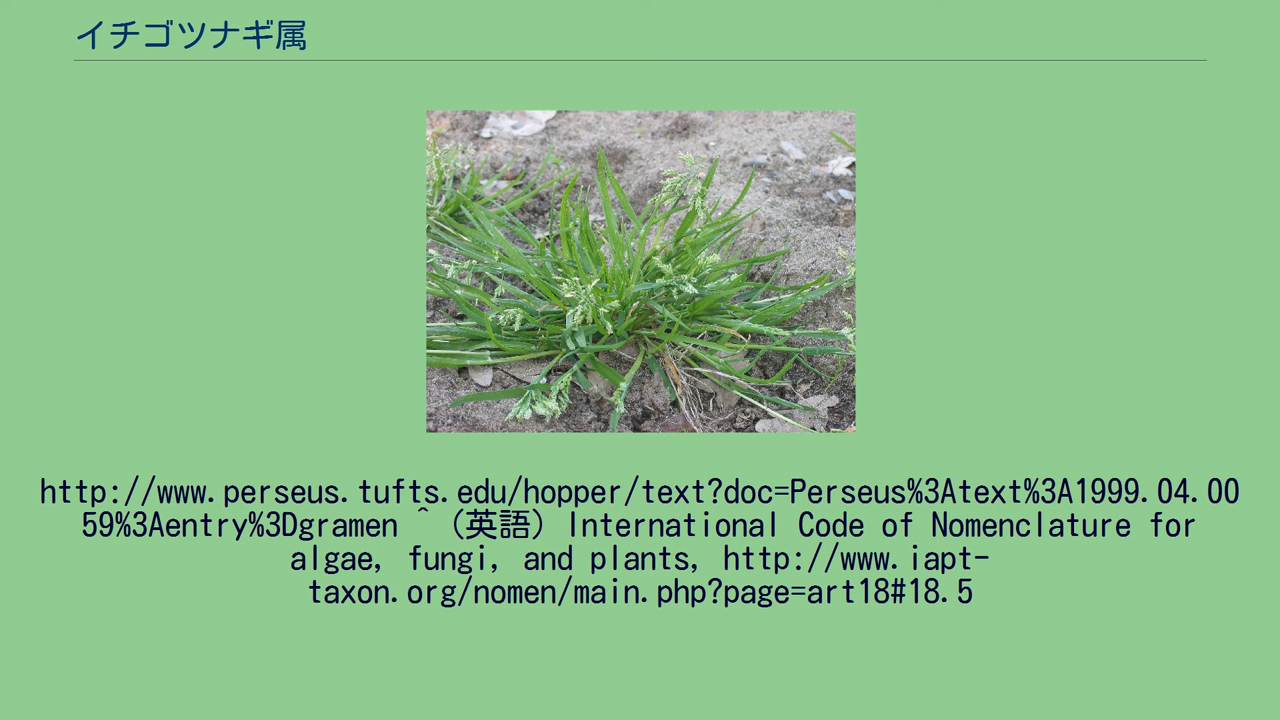 イチゴツナギ属
http://www.perseus.tufts.edu/hopper/text?doc=Perseus%3Atext%3A1999.04.00
59%3Aentry%3Dgramen ^ （英語）International Code of Nomenclature for
algae, fungi, and plants, http://www.iapt-
taxon.org/nomen/main.php?page=art18#18.5